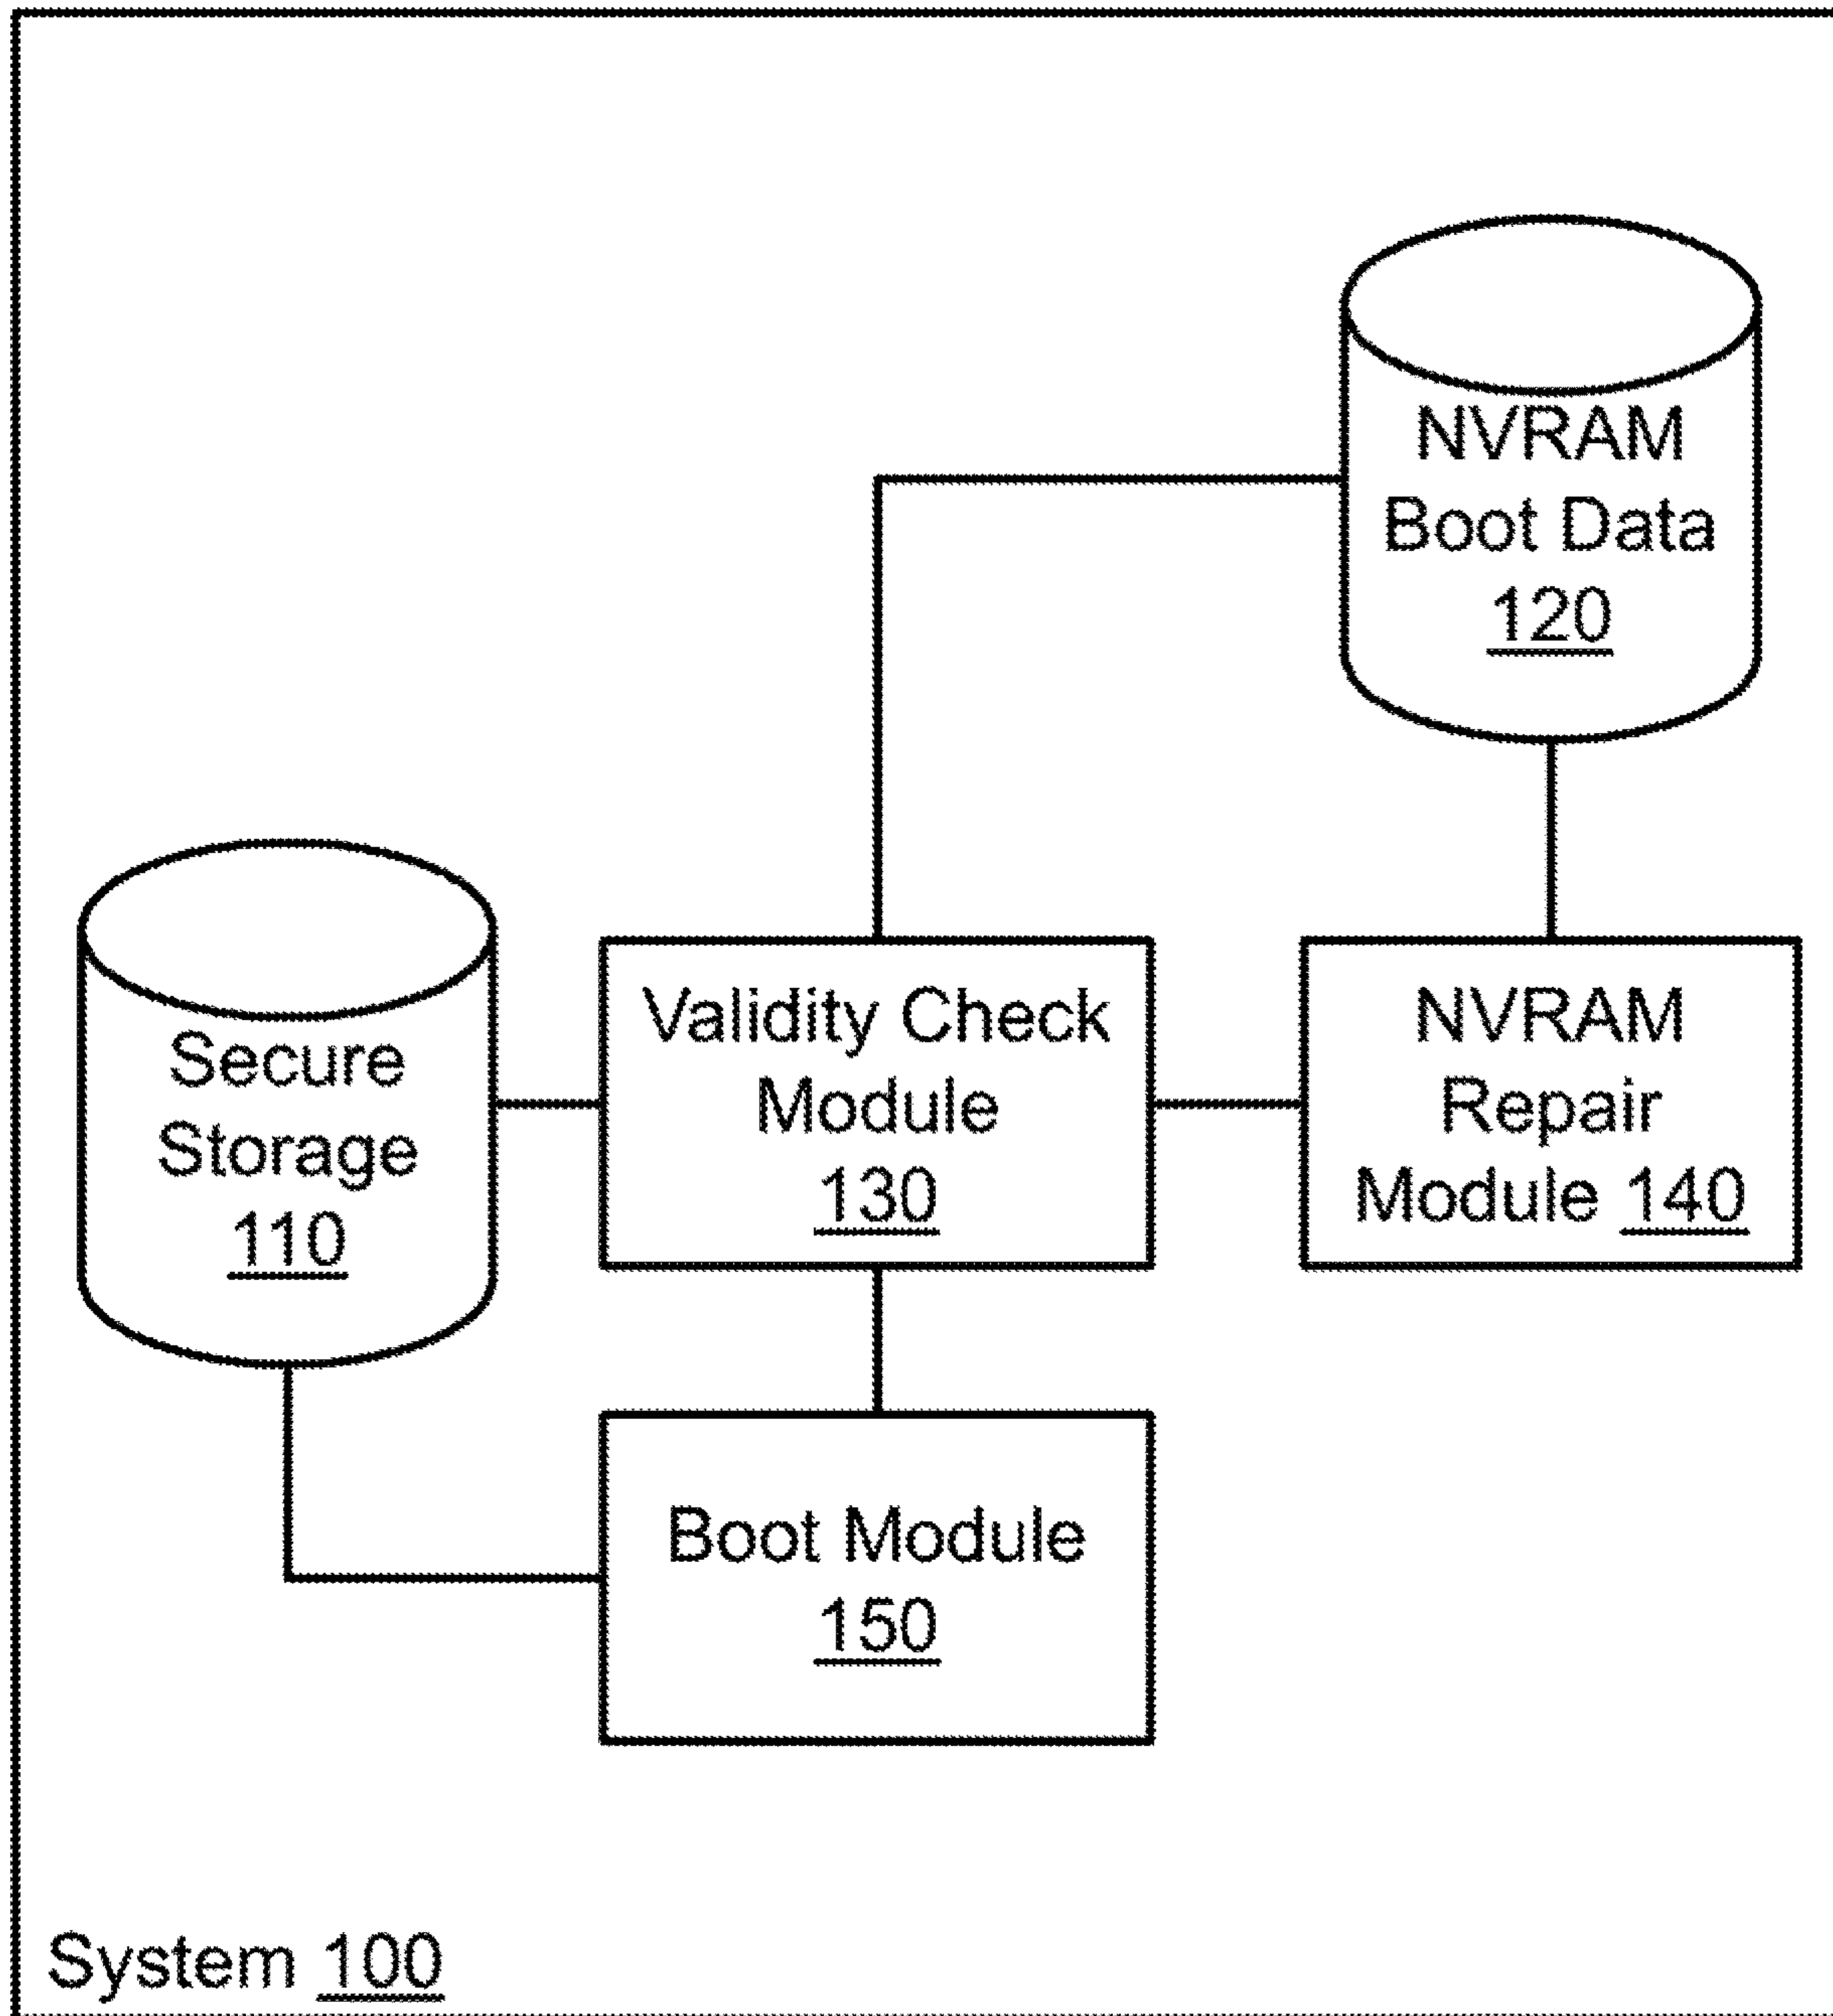 NVRAM
Boot Data
120
Secure
Storage
110
Validity Check
Module
130
NVRAM
Repair
Module 140
Boot Module
150
System 100